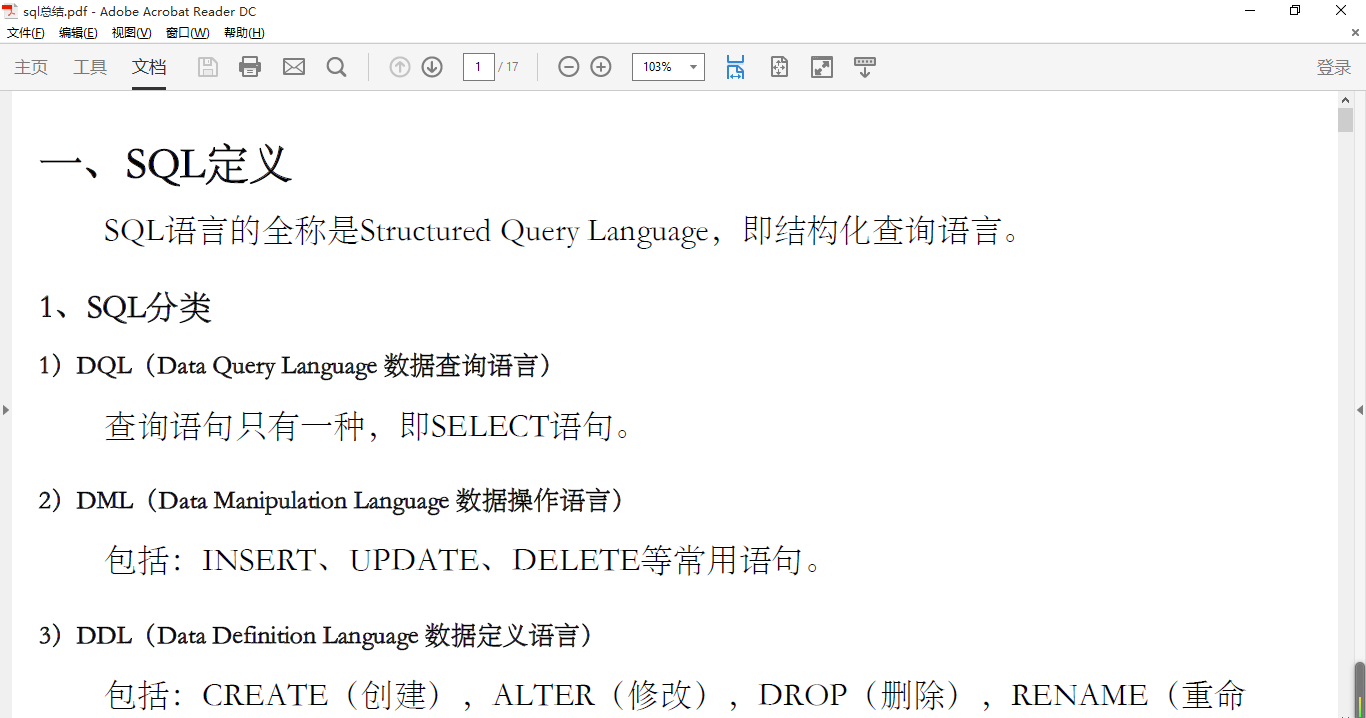 sql总结.pdf - Adobe Acrobat Reader DC
文件(F) 编辑(E) 视图(V) 窗口(W) 帮助(H)
主页 工具 文档 1 / 17 103% 登录
一、SQL定义
SQL语言的全称是Structured Query Language，即结构化查询语言。
1、SQL分类
1）DQL（Data Query Language 数据查询语言）
查询语句只有一种，即SELECT语句。
2）DML（Data Manipulation Language 数据操作语言）
包括：INSERT、UPDATE、DELETE等常用语句。
3）DDL（Data Definition Language 数据定义语言）
包括：CREATE（创建），ALTER（修改），DROP（删除），RENAME（重命